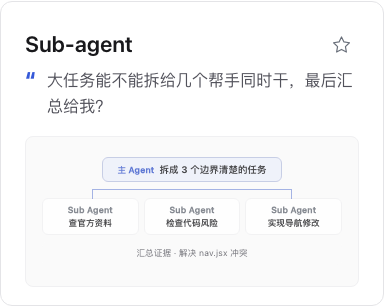 Sub-agent
“ 大任务能不能拆给几个帮手同时干，最后汇
总给我?
主 Agent 拆成 3 个边界清楚的任务
Sub Agent
查官方资料
Sub Agent
检查代码风险
Sub Agent
实现导航修改
汇总证据 · 解决 nav.jsx 冲突